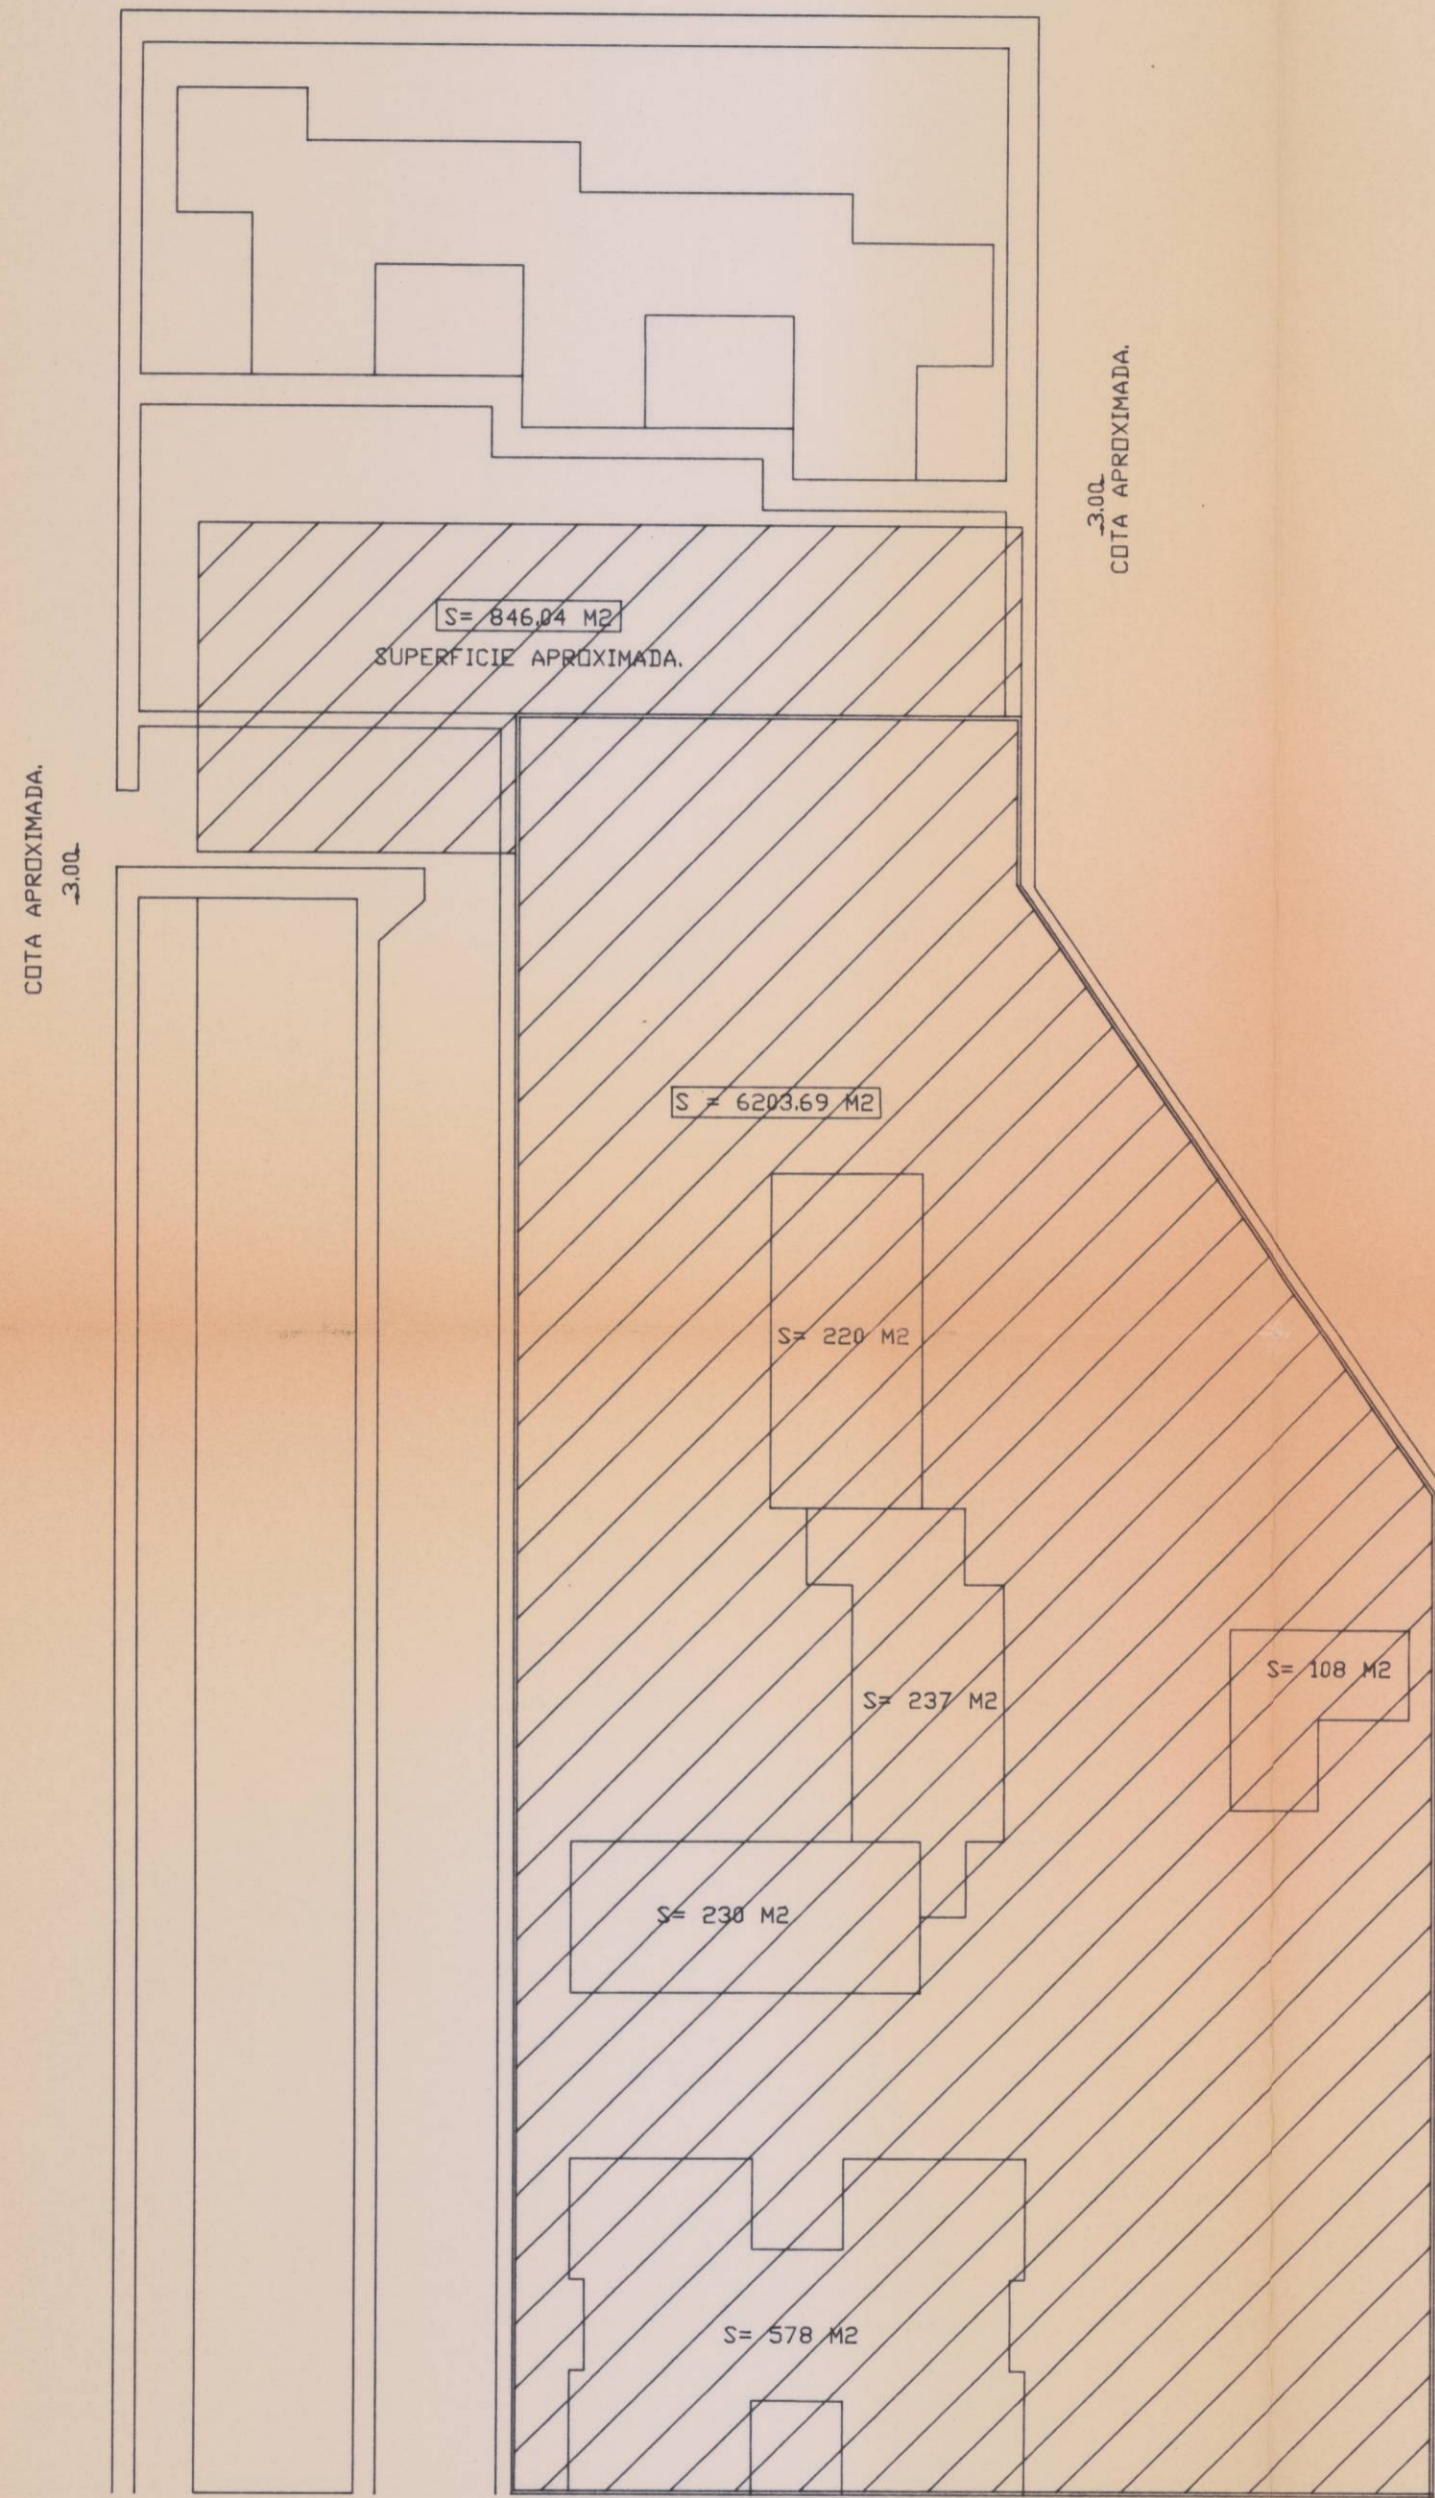 COTA APROXIMADA.
3.00
S= 846.04 M2
SUPERFICIE APROXIMADA.
COTA APROXIMADA.
3.00
S = 6203.69 M2
S= 220 M2
S= 108 M2
S= 237 M2
S= 230 M2
S= 578 M2